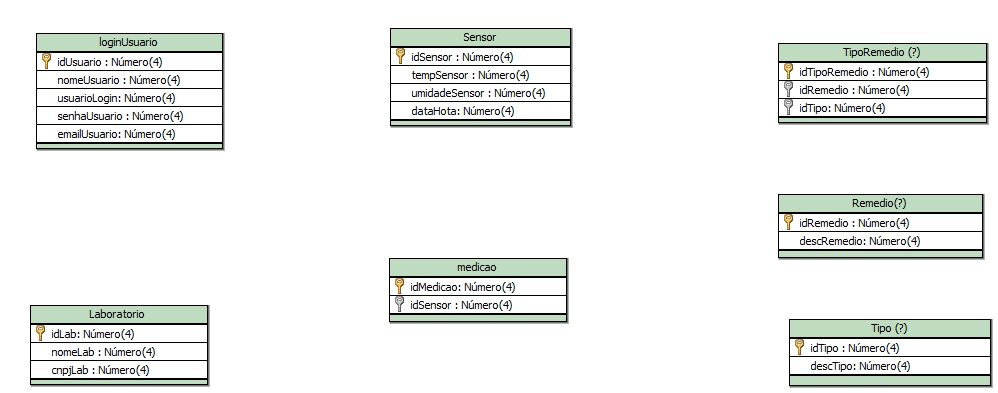 loginUsuario
idUsuario : Número(4)
nomeUsuario : Número(4)
usuarioLogin: Número(4)
senhaUsuario : Número(4)
emailUsuario: Número(4)
Sensor
idSensor : Número(4)
tempSensor : Número(4)
umidadeSensor : Número(4)
dataHota: Número(4)
TipoRemedio (?)
idTipoRemedio : Número(4)
idRemedio : Número(4)
idTipo: Número(4)
Remedio(?)
idRemedio : Número(4)
descRemedio: Número(4)
medicao
idMedicao: Número(4)
idSensor : Número(4)
Laboratorio
idLab: Número(4)
nomeLab : Número(4)
cnpjLab : Número(4)
Tipo (?)
idTipo : Número(4)
descTipo: Número(4)